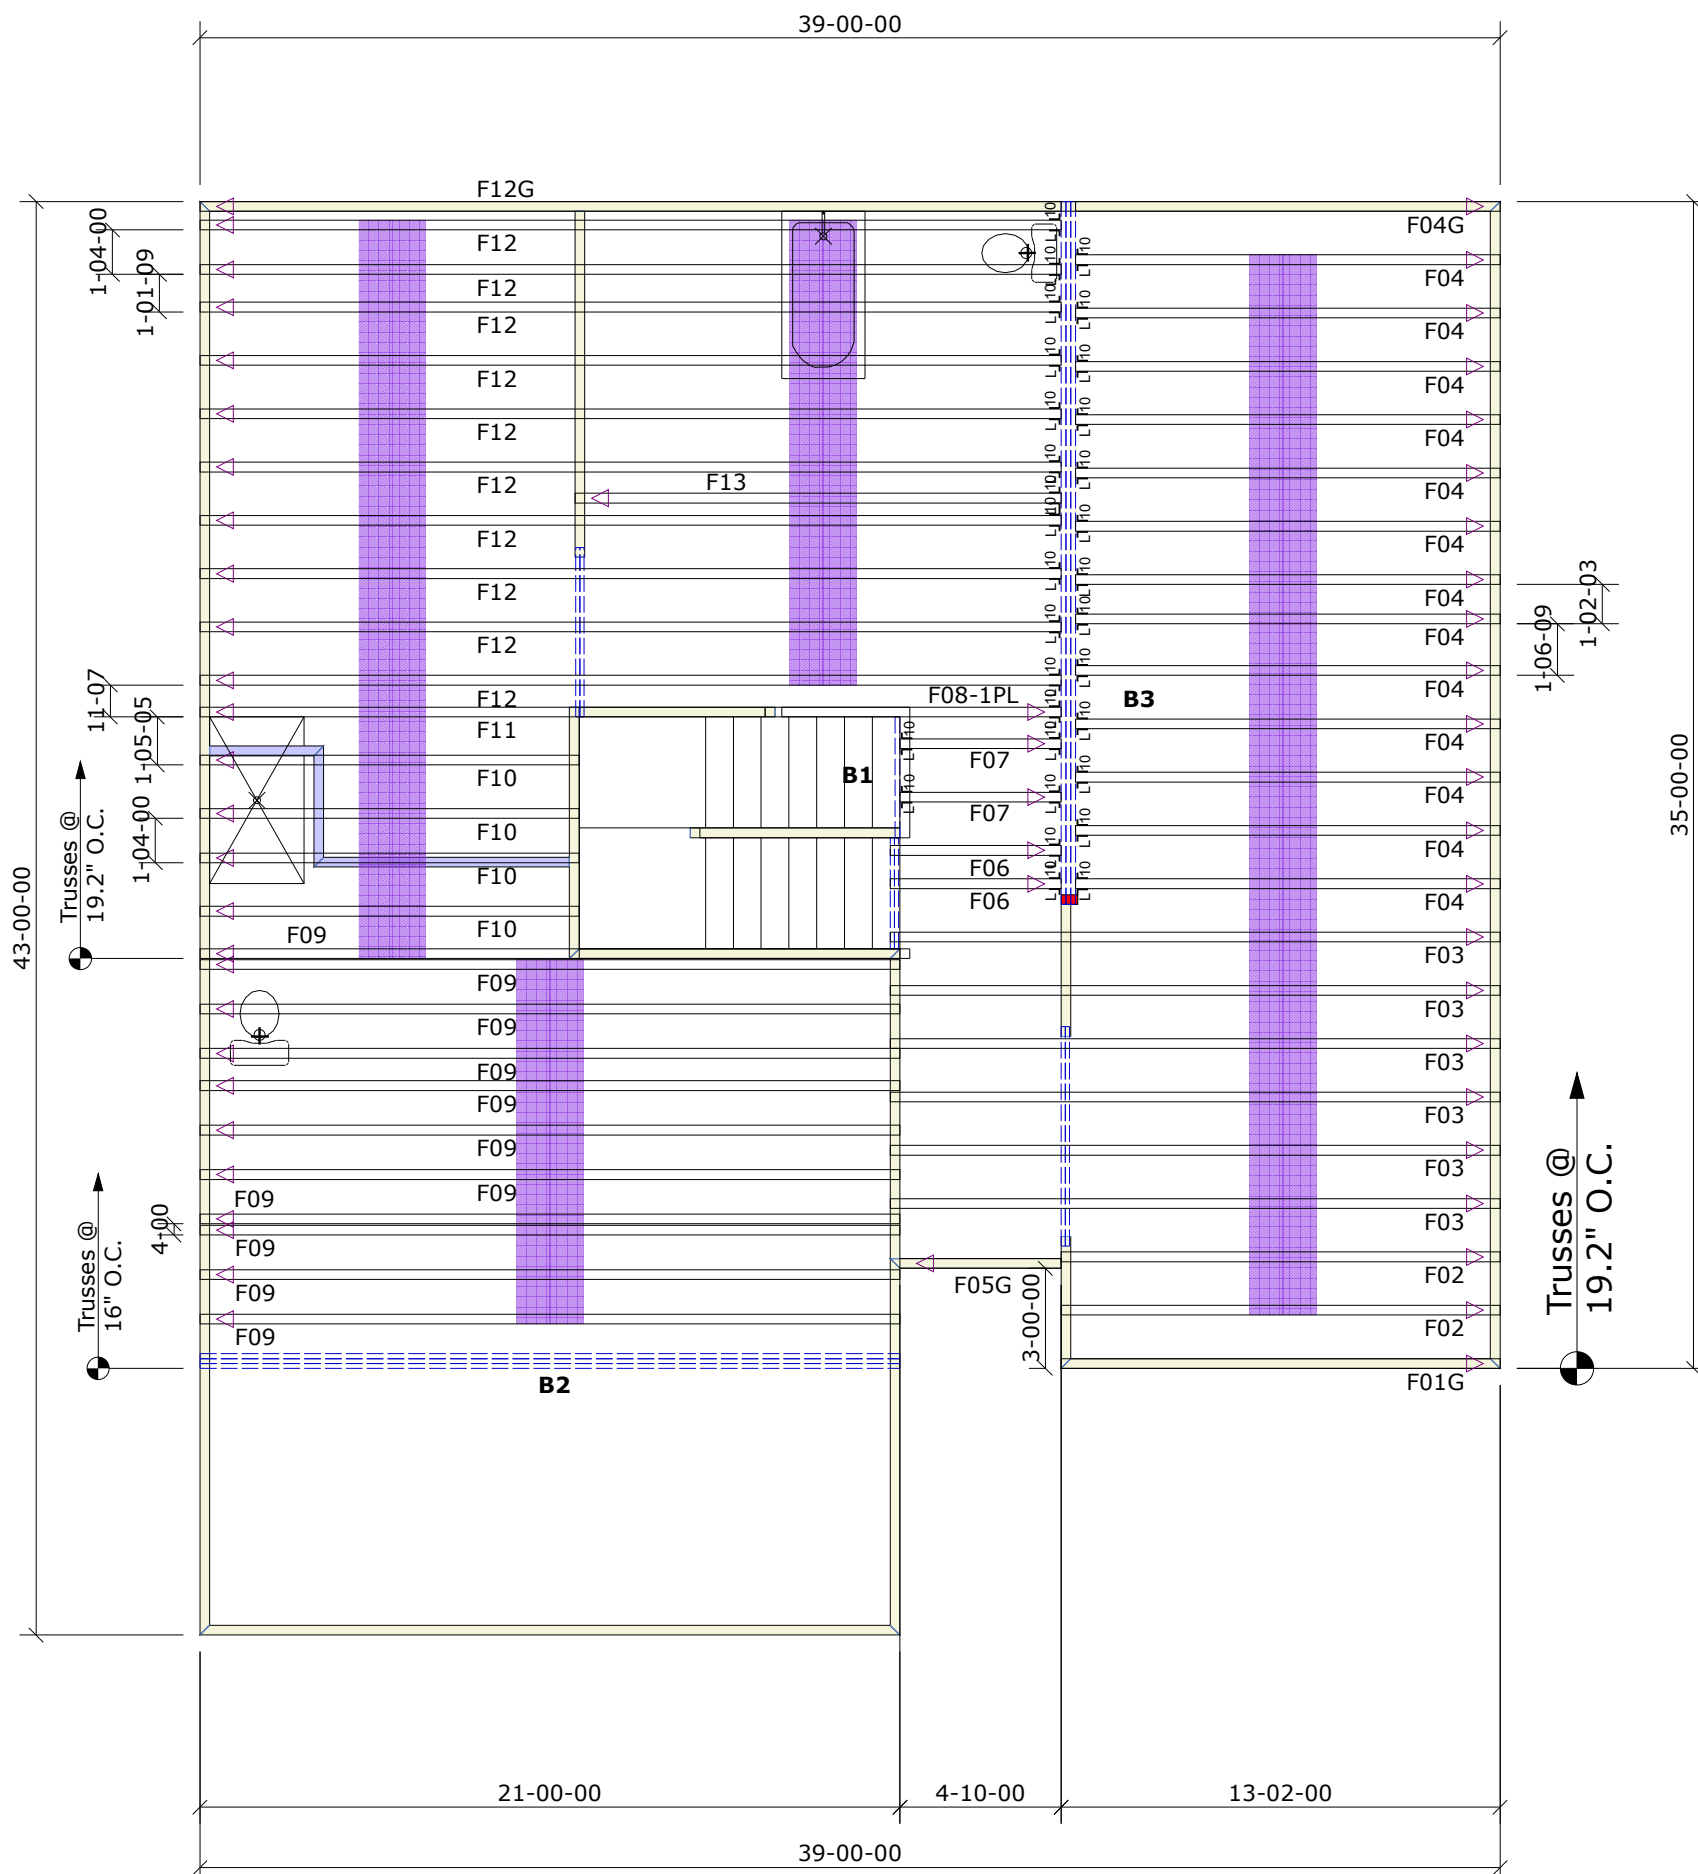 39-00-00
F12G
F04G
1-04-00
1-01-09
F12
F04
F12
F04
F12
F04
F12
F04
F12
F04
F12
F13
F04
F12
F04
F12
F04
1-02-03
1-06-09
F12
F04
F12
F08-1PL
B3
11-07
F11
F04
1-05-05
F10
B1
F07
F04
1-04-00
F10
F07
F04
35-00-00
Trusses @
19.2" O.C.
F10
F06
F06
F04
43-00-00
F09
F10
F03
F09
F03
F09
F03
F09
F09
F03
F09
F03
F09
F09
F03
4-00
F09
Trusses @
16" O.C.
F09
F05G
F02
Trusses @
19.2" O.C.
F09
3-00-00
F02
B2
F01G
21-00-00
4-10-00
13-02-00
39-00-00